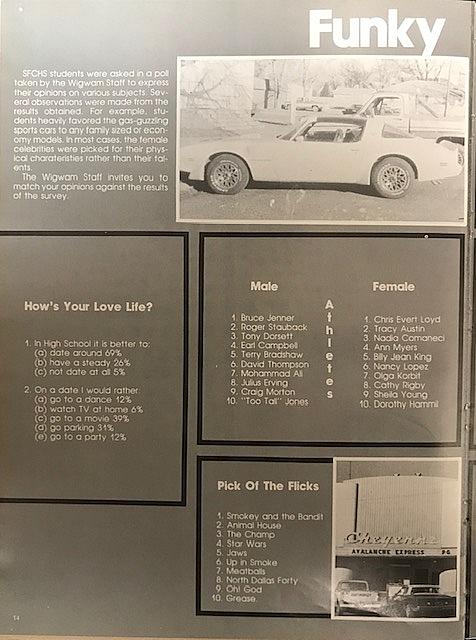 Funky
SFCHS students were asked in a poll
taken by the Wigwam Staff to express
their opinions on various subjects. Sev-
eral observations were made from the
results obtained. For example, stu-
dents heavily favored the gas-guzzling
sports cars to any family sized or econ-
omy models. In most cases, the female
celebrities were picked for their phys-
ical charateristics rather than their tal-
ents.
The Wigwam Staff invites you to
match your opinions against the results
of the survey.
How's Your Love Life?
1. In High School it is better to:
(a) date around 69%
(b) have a steady 26%
(c) not date at all 5%
2. On a date I would rather:
(a) go to a dance 12%
(b) watch TV at home 6%
(c) go to a movie 39%
(d) go parking 31%
(e) go to a party 12%
Athletes
Male
1. Bruce Jenner
2. Roger Stauback
3. Tony Dorsett
4. Earl Campbell
5. Terry Bradshaw
6. David Thompson
7. Mohammad Ali
8. Julius Erving
9. Craig Morton
10. "Too Tall" Jones
Female
1. Chris Evert Loyd
2. Tracy Austin
3. Nadia Comaneci
4. Ann Myers
5. Billy Jean King
6. Nancy Lopez
7. Olga Korbit
8. Cathy Rigby
9. Sheila Young
10. Dorothy Hammil
Pick Of The Flicks
1. Smokey and the Bandit
2. Animal House
3. The Champ
4. Star Wars
5. Jaws
6. Up in Smoke
7. Meatballs
8. North Dallas Forty
9. Oh! God
10. Grease.
Cheyenne
AVALANCHE EXPRESS PG
14